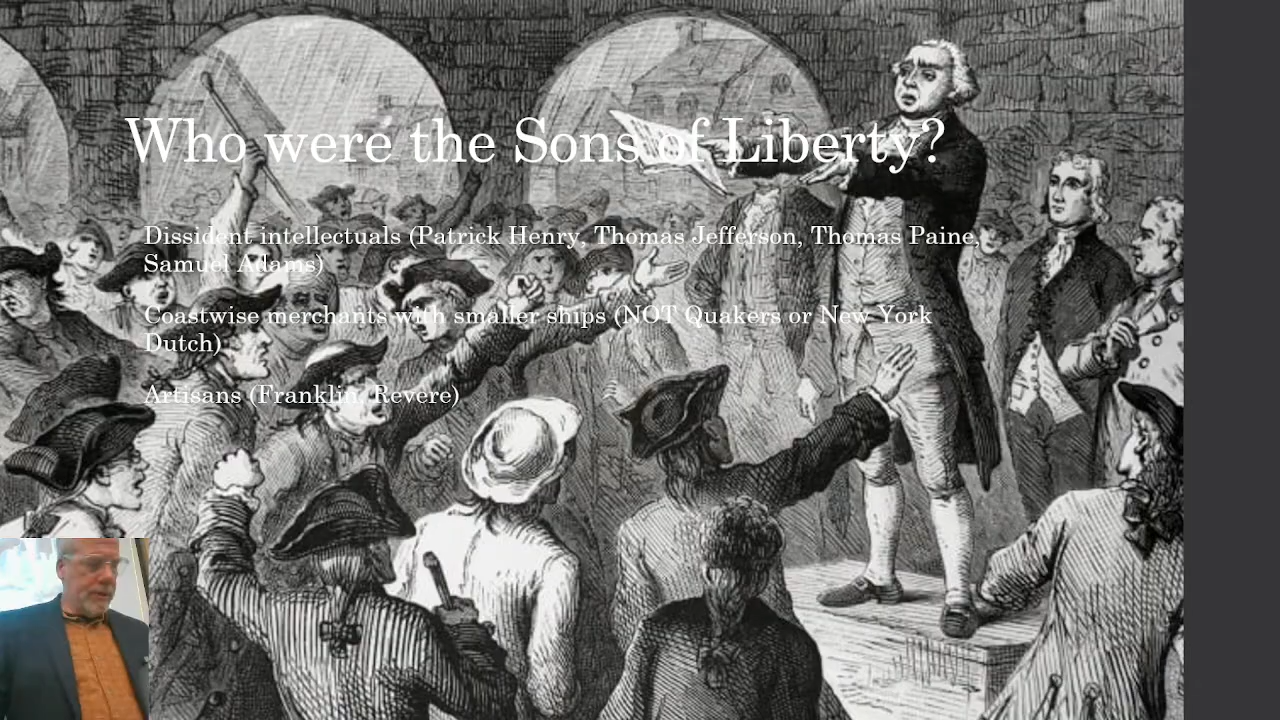 Who were the Sons of Liberty?
Dissident intellectuals (Patrick Henry, Thomas Jefferson, Thomas Paine,
Samuel Adams)
Coastwise merchants with smaller ships (NOT Quakers or New York
Dutch)
Artisans (Franklin, Revere)